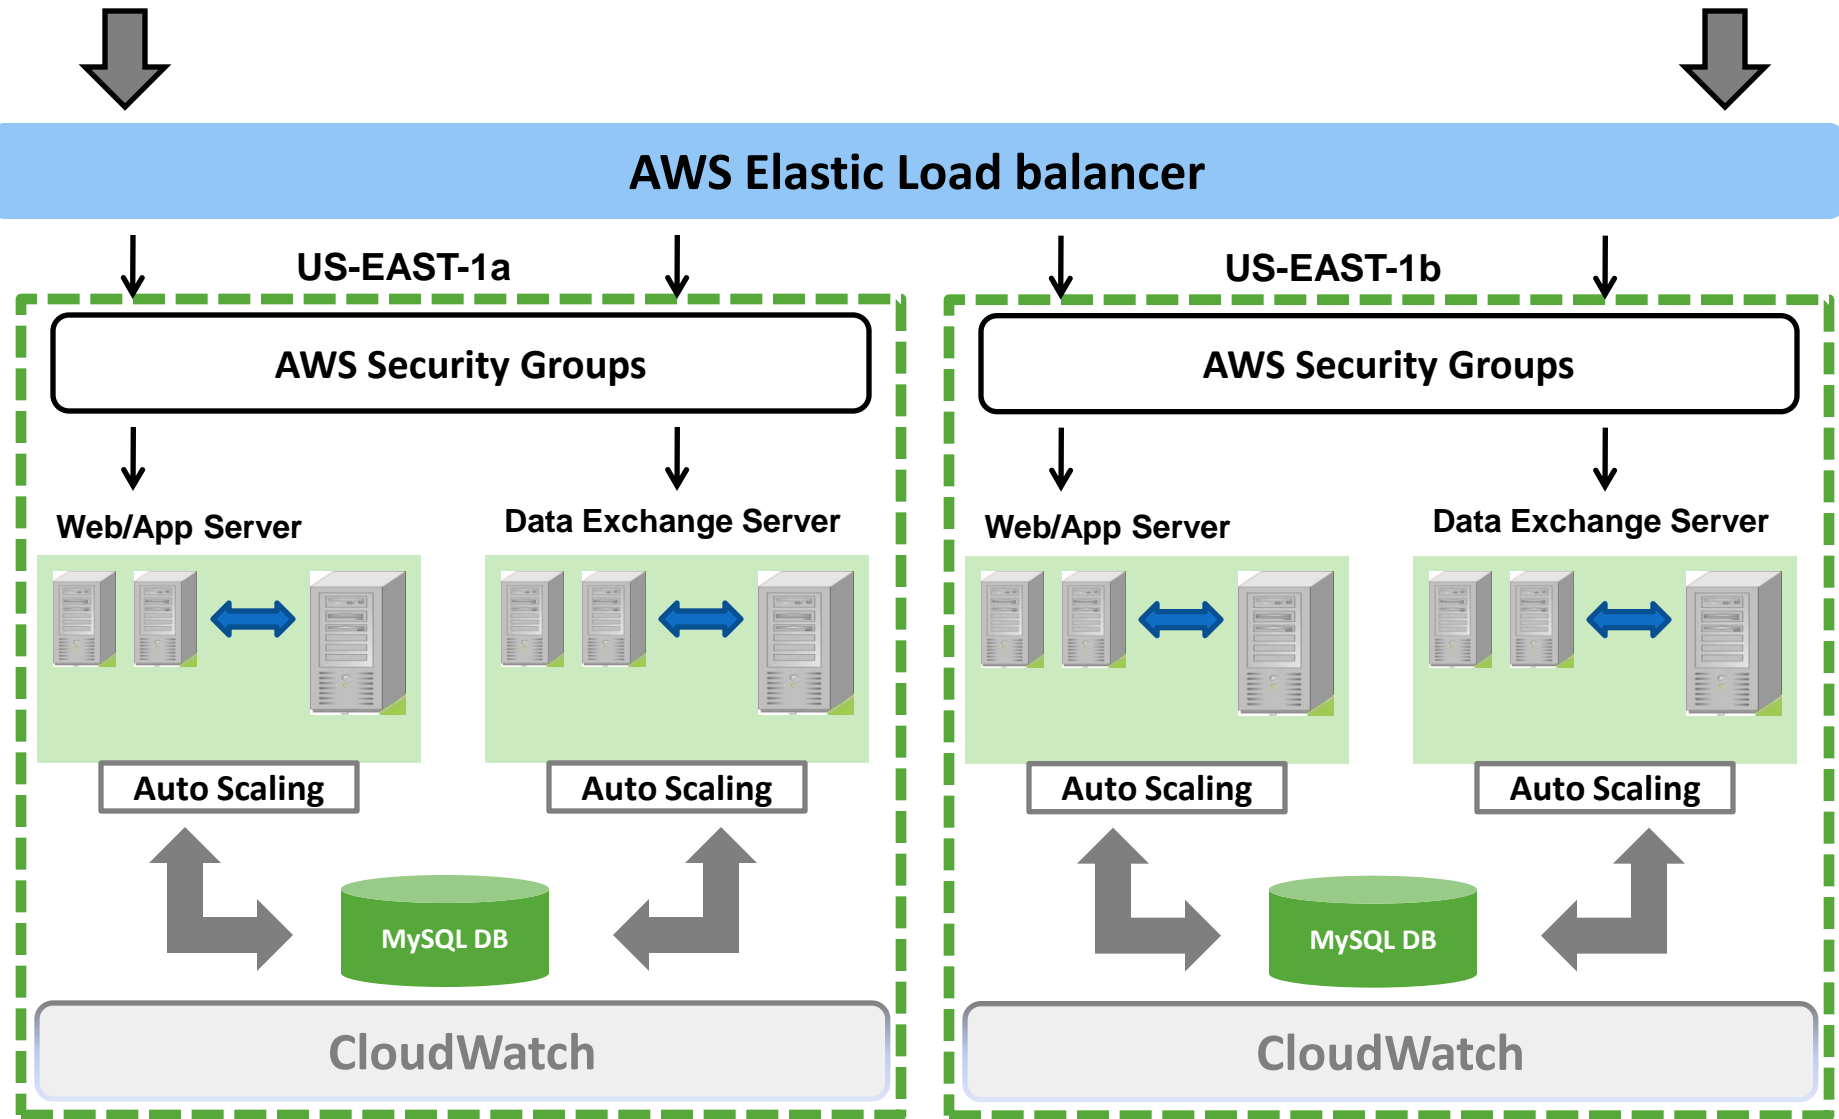 AWS Elastic Load balancer
US-EAST-1a
US-EAST-1b
AWS Security Groups
AWS Security Groups
Web/App Server
Data Exchange Server
Web/App Server
Data Exchange Server
Auto Scaling
Auto Scaling
Auto Scaling
Auto Scaling
MySQL DB
MySQL DB
CloudWatch
CloudWatch